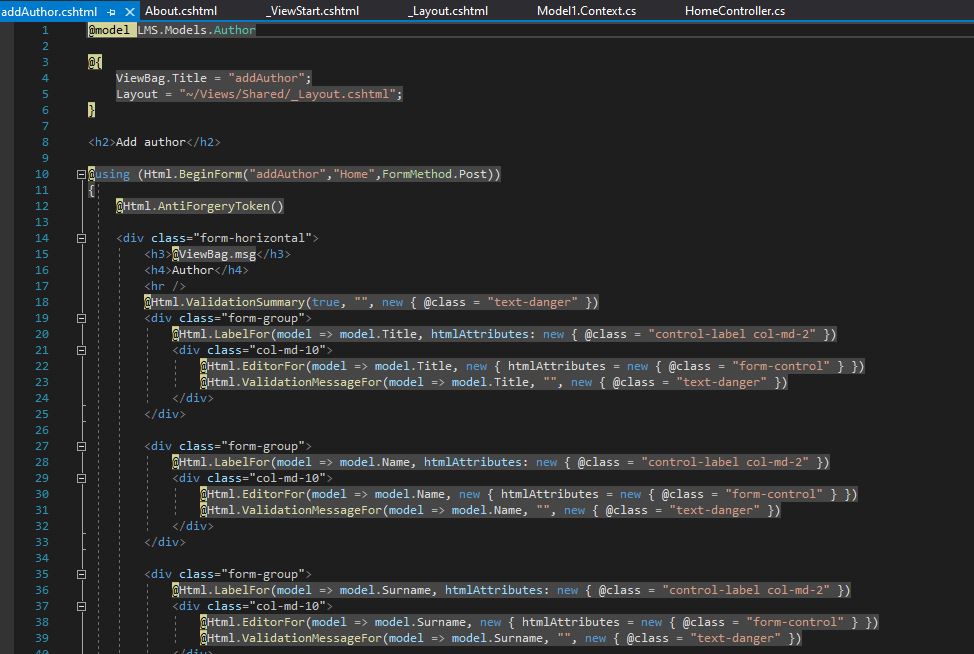 addAuthor.cshtml About.cshtml _ViewStart.cshtml _Layout.cshtml Model1.Context.cs HomeController.cs
1 @model LMS.Models.Author
2
3 @{
4 ViewBag.Title = "addAuthor";
5 Layout = "~/Views/Shared/_Layout.cshtml";
6 }
7
8 <h2>Add author</h2>
9
10 @using (Html.BeginForm("addAuthor","Home",FormMethod.Post))
11 {
12 @Html.AntiForgeryToken()
13
14 <div class="form-horizontal">
15 <h3>@ViewBag.msg</h3>
16 <h4>Author</h4>
17 <hr />
18 @Html.ValidationSummary(true, "", new { @class = "text-danger" })
19 <div class="form-group">
20 @Html.LabelFor(model => model.Title, htmlAttributes: new { @class = "control-label col-md-2" })
21 <div class="col-md-10">
22 @Html.EditorFor(model => model.Title, new { htmlAttributes = new { @class = "form-control" } })
23 @Html.ValidationMessageFor(model => model.Title, "", new { @class = "text-danger" })
24 </div>
25 </div>
26
27 <div class="form-group">
28 @Html.LabelFor(model => model.Name, htmlAttributes: new { @class = "control-label col-md-2" })
29 <div class="col-md-10">
30 @Html.EditorFor(model => model.Name, new { htmlAttributes = new { @class = "form-control" } })
31 @Html.ValidationMessageFor(model => model.Name, "", new { @class = "text-danger" })
32 </div>
33 </div>
34
35 <div class="form-group">
36 @Html.LabelFor(model => model.Surname, htmlAttributes: new { @class = "control-label col-md-2" })
37 <div class="col-md-10">
38 @Html.EditorFor(model => model.Surname, new { htmlAttributes = new { @class = "form-control" } })
39 @Html.ValidationMessageFor(model => model.Surname, "", new { @class = "text-danger" })
40 </div>